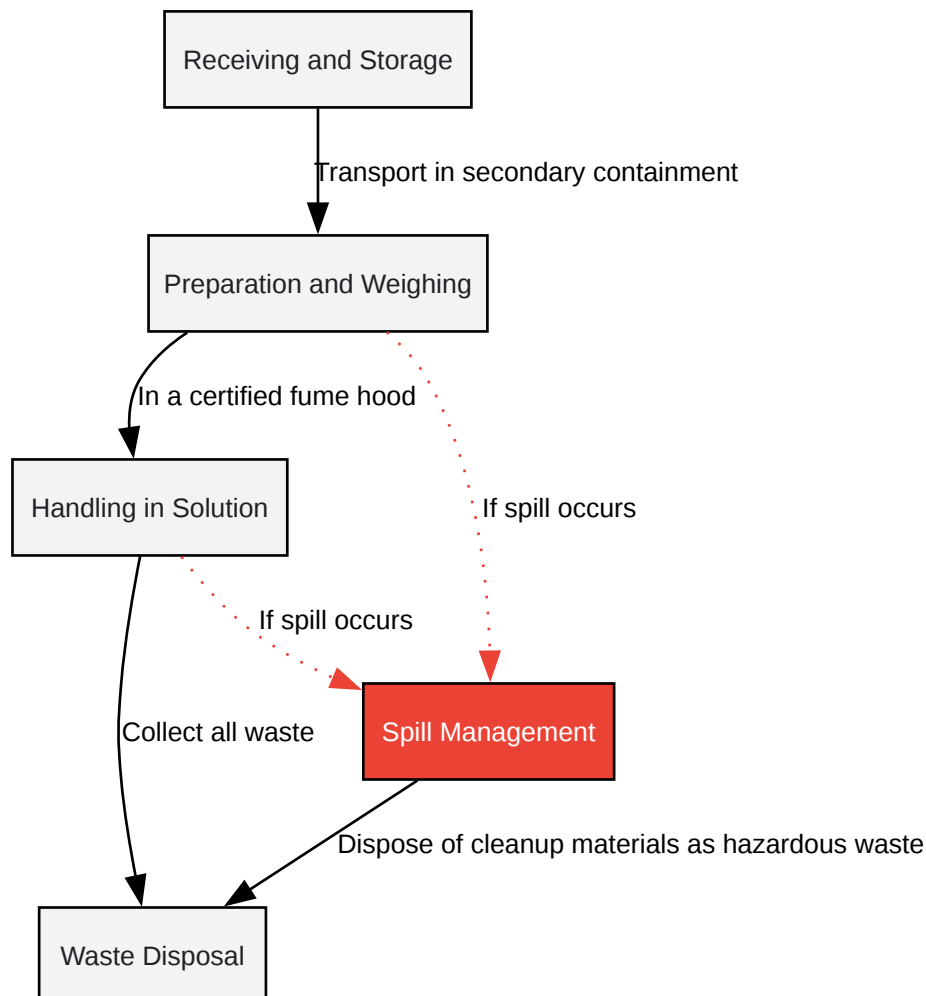 Receiving and Storage
Transport in secondary containment
Preparation and Weighing
In a certified fume hood
Handling in Solution
If spill occurs
If spill occurs
Collect all waste
Spill Management
Dispose of cleanup materials as hazardous waste
Waste Disposal